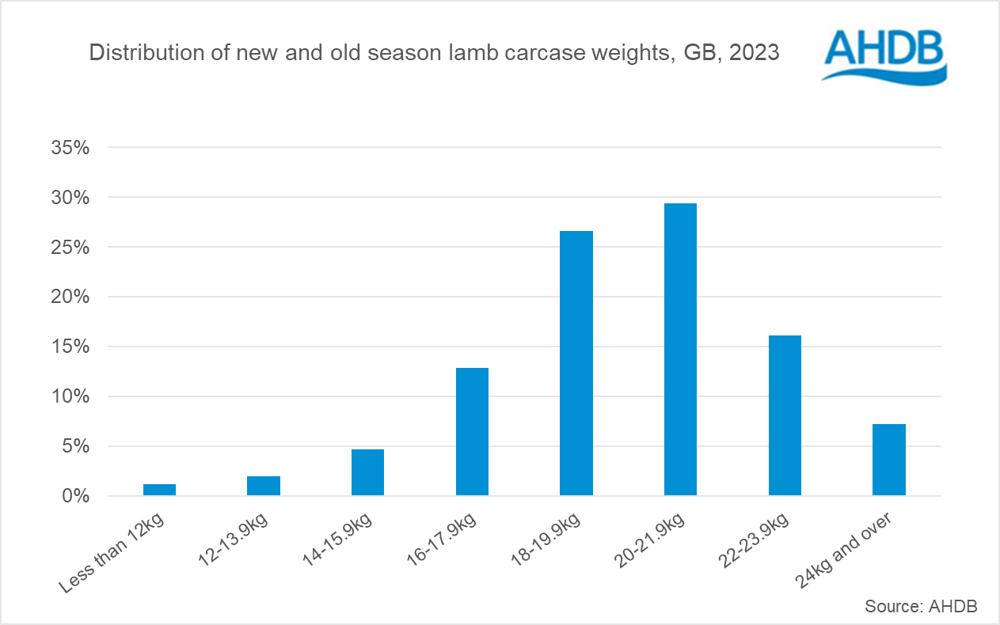 Distribution of new and old season lamb carcase weights, GB, 2023
AHDB
35%
30%
25%
20%
15%
10%
5%
0%
Less than 12kg
12-13.9kg
14-15.9kg
16-17.9kg
18-19.9kg
20-21.9kg
22-23.9kg
24kg and over
Source: AHDB